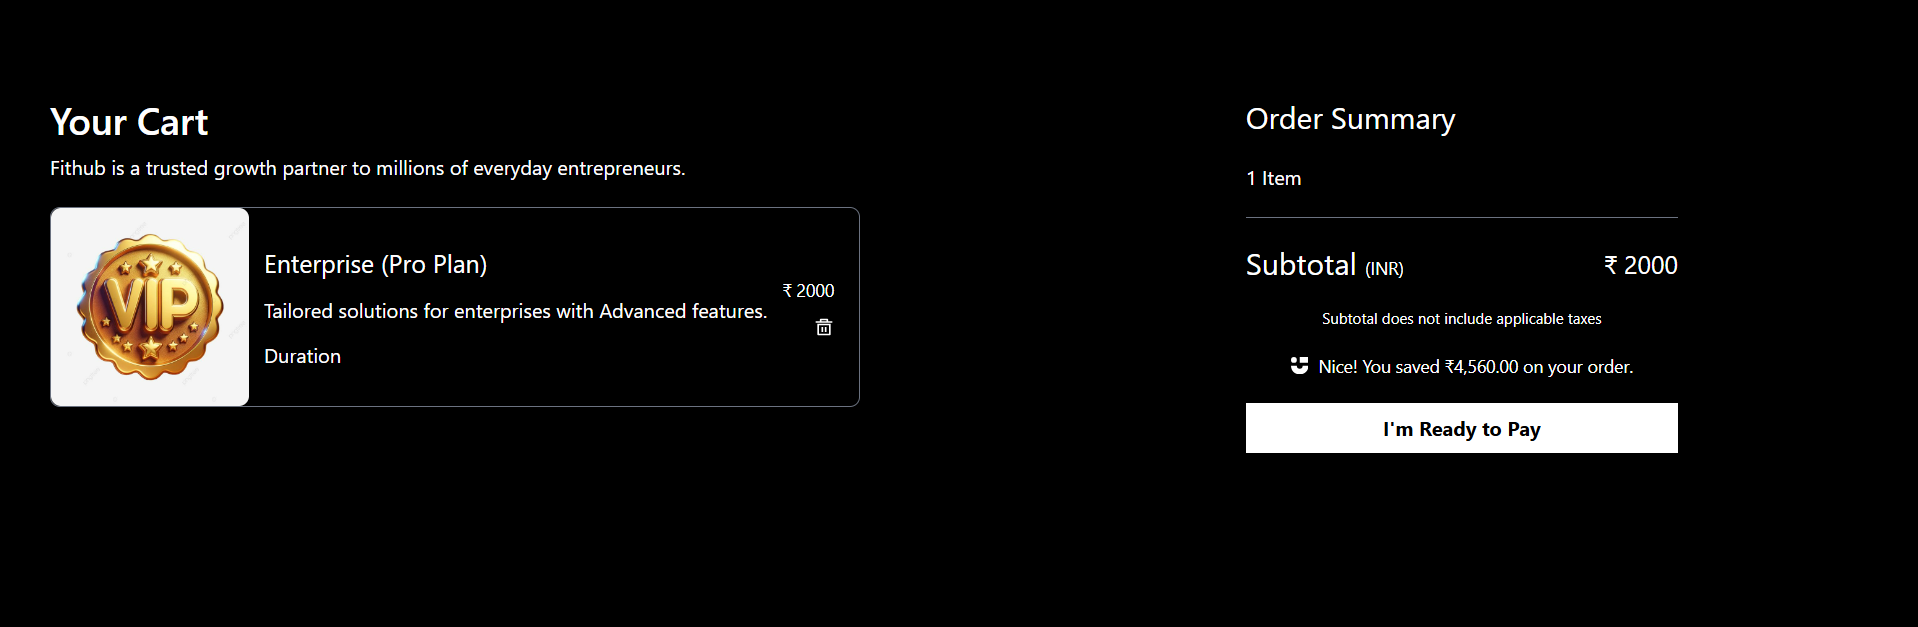 Your Cart
Fithub is a trusted growth partner to millions of everyday entrepreneurs.
VIP
Enterprise (Pro Plan)
Tailored solutions for enterprises with Advanced features.
Duration
₹ 2000
Order Summary
1 Item
Subtotal (INR) ₹ 2000
Subtotal does not include applicable taxes
Nice! You saved ₹4,560.00 on your order.
I'm Ready to Pay